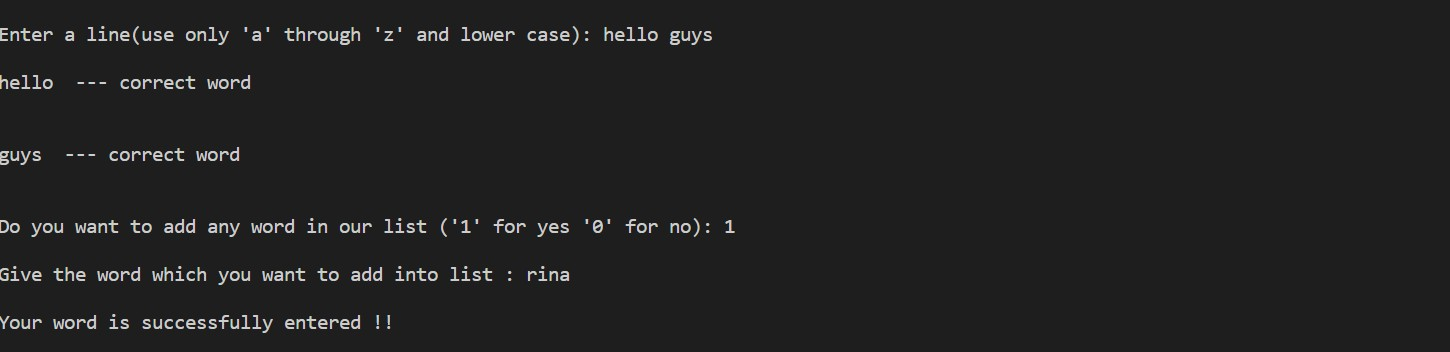 Enter a line(use only 'a' through 'z' and lower case): hello guys
hello  --- correct word
guys  --- correct word
Do you want to add any word in our list ('1' for yes '0' for no): 1
Give the word which you want to add into list : rina
Your word is successfully entered !!